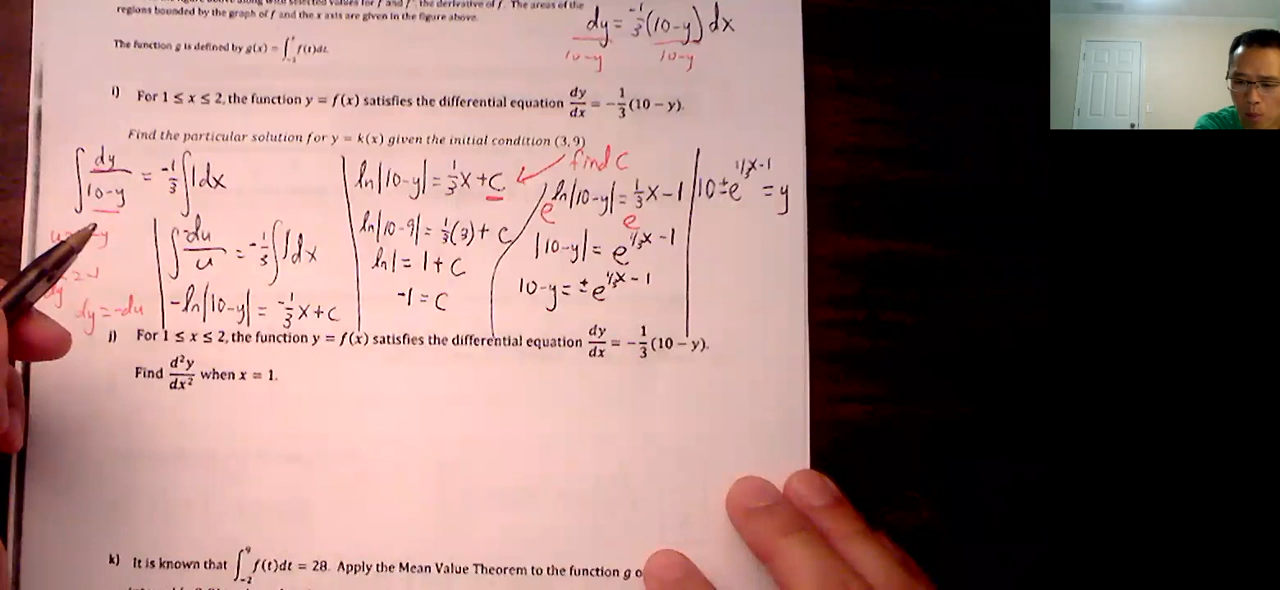 regions bounded by the graph of f and the x axis are given in the figure above.
dy = -1/3 (10-y) dx
10-y 10-y
The function g is defined by g(x) = ∫ f(t)dt.
i) For 1 ≤ x ≤ 2, the function y = f(x) satisfies the differential equation dy/dx = -1/3 (10 - y).
Find the particular solution for y = k(x) given the initial condition (3,9)
∫ dy/(10-y) = -1/3 ∫ 1dx
dy = -du
∫ -du/u = -1/3 ∫ 1dx
-ln|10-y| = -1/3 x + C
ln|10-y| = 1/3 x + C
find C
ln|10-9| = 1/3 (3) + C
ln 1 = 1 + C
-1 = C
e ln|10-y| = 1/3 x - 1
e
|10-y| = e^(1/3 x - 1)
10-y = ± e^(1/3 x - 1)
10 ± e^(1/3 x - 1) = y
j) For 1 ≤ x ≤ 2, the function y = f(x) satisfies the differential equation dy/dx = -1/3 (10 - y).
Find d²y/dx² when x = 1.
k) It is known that ∫_{-2}^{9} f(t)dt = 28. Apply the Mean Value Theorem to the function g